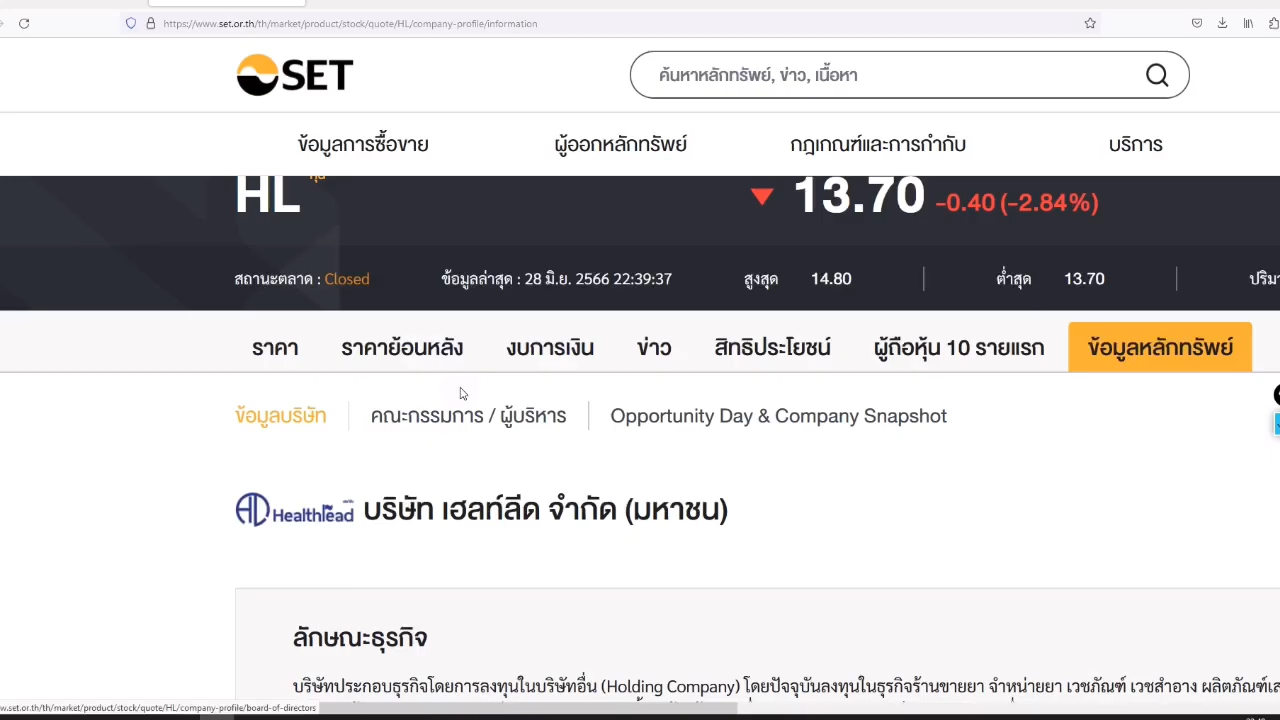 https://www.set.or.th/th/market/product/stock/quote/HL/company-profile/information
SET
ค้นหาหลักทรัพย์, ข่าว, เนื้อหา
ข้อมูลการซื้อขาย ผู้ออกหลักทรัพย์ กฎเกณฑ์และการกำกับ บริการ
HL หุ้น 13.70 -0.40 (-2.84%)
สถานะตลาด : Closed ข้อมูลล่าสุด : 28 มิ.ย. 2566 22:39:37 สูงสุด 14.80 ต่ำสุด 13.70
ราคา ราคาย้อนหลัง งบการเงิน ข่าว สิทธิประโยชน์ ผู้ถือหุ้น 10 รายแรก ข้อมูลหลักทรัพย์
ข้อมูลบริษัท คณะกรรมการ / ผู้บริหาร Opportunity Day & Company Snapshot
Healthlead บริษัท เฮลท์ลีด จำกัด (มหาชน)
ลักษณะธุรกิจ
บริษัทประกอบธุรกิจโดยการลงทุนในบริษัทอื่น (Holding Company) โดยปัจจุบันลงทุนในธุรกิจร้านขายยา จำหน่ายยา เวชภัณฑ์ เวชสำอาง ผลิตภัณฑ์เส
w.set.or.th/th/market/product/stock/quote/HL/company-profile/board-of-directors